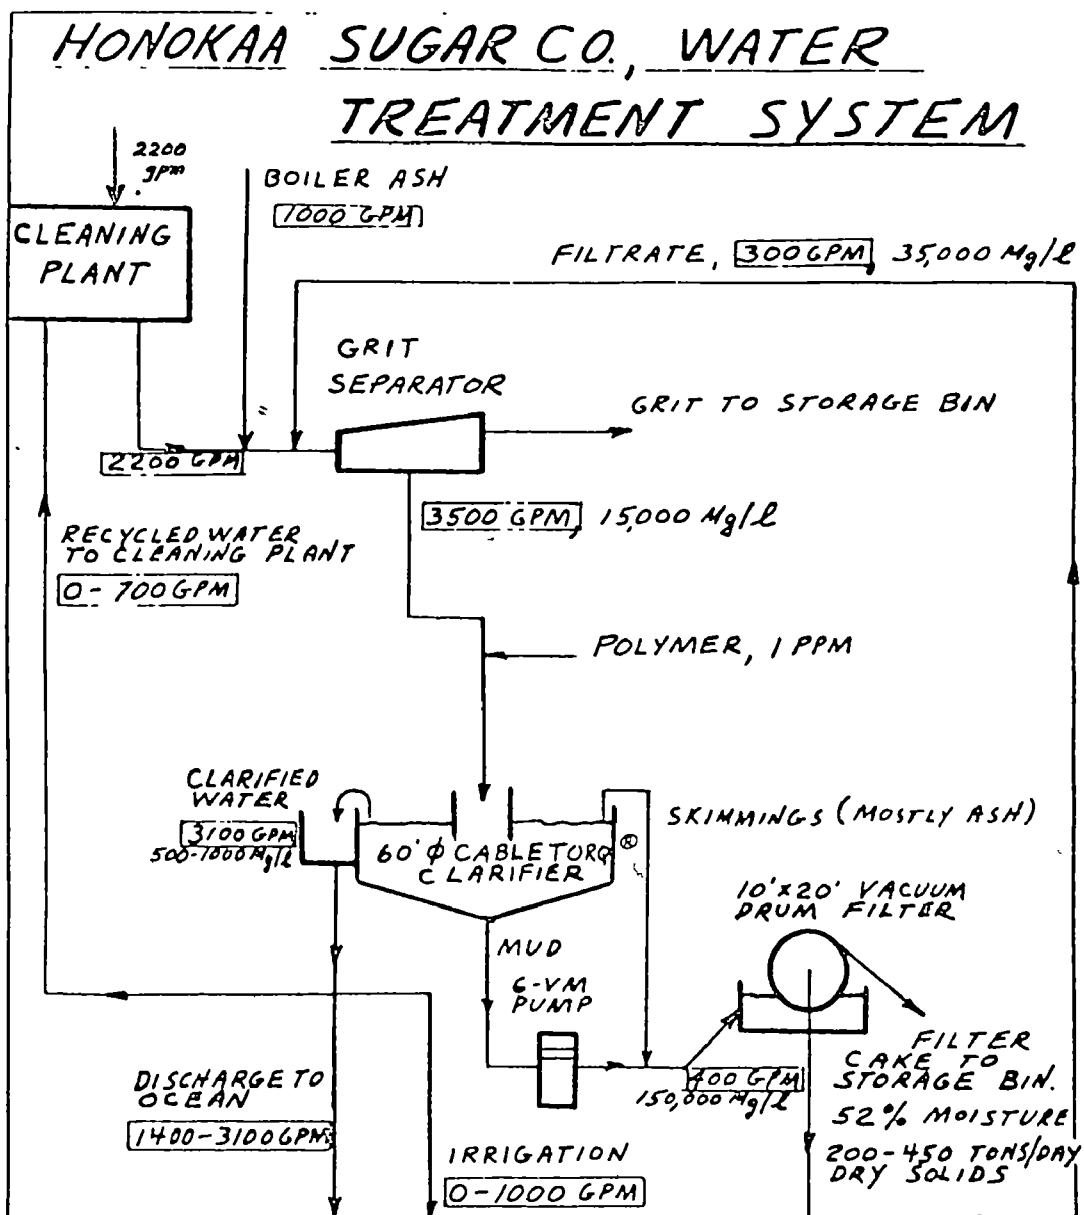 HONOKAA SUGAR CO., WATER
TREATMENT SYSTEM
2200
gpm
BOILER ASH
1000 GPM
CLEANING
PLANT
FILTRATE, 300 GPM, 35,000 Mg/l
GRIT
SEPARATOR
GRIT TO STORAGE BIN
2200 GPM
3500 GPM, 15,000 Mg/l
RECYCLED WATER
TO CLEANING PLANT
0-700 GPM
POLYMER, 1 PPM
CLARIFIED
WATER
3100 GPM
500-1000 Mg/l
SKIMMINGS (MOSTLY ASH)
60' Φ CABLETORQ ®
CLARIFIER
10'x20' VACUUM
DRUM FILTER
MUD
6-VM
PUMP
FILTER
CAKE TO
STORAGE BIN.
52% MOISTURE
200-450 TONS/DAY
DRY SOLIDS
400 GPM
150,000 Mg/l
DISCHARGE TO
OCEAN
1400-3100 GPM
IRRIGATION
0-1000 GPM